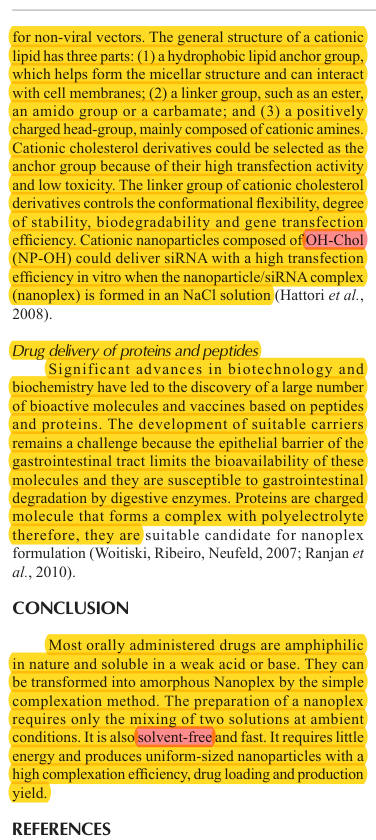 for non-viral vectors. The general structure of a cationic
lipid has three parts: (1) a hydrophobic lipid anchor group,
which helps form the micellar structure and can interact
with cell membranes; (2) a linker group, such as an ester,
an amido group or a carbamate; and (3) a positively
charged head-group, mainly composed of cationic amines.
Cationic cholesterol derivatives could be selected as the
anchor group because of their high transfection activity
and low toxicity. The linker group of cationic cholesterol
derivatives controls the conformational flexibility, degree
of stability, biodegradability and gene transfection
efficiency. Cationic nanoparticles composed of OH-Chol
(NP-OH) could deliver siRNA with a high transfection
efficiency in vitro when the nanoparticle/siRNA complex
(nanoplex) is formed in an NaCl solution (Hattori et al.,
2008).
Drug delivery of proteins and peptides
Significant advances in biotechnology and
biochemistry have led to the discovery of a large number
of bioactive molecules and vaccines based on peptides
and proteins. The development of suitable carriers
remains a challenge because the epithelial barrier of the
gastrointestinal tract limits the bioavailability of these
molecules and they are susceptible to gastrointestinal
degradation by digestive enzymes. Proteins are charged
molecule that forms a complex with polyelectrolyte
therefore, they are suitable candidate for nanoplex
formulation (Woitiski, Ribeiro, Neufeld, 2007; Ranjan et
al., 2010).
CONCLUSION
Most orally administered drugs are amphiphilic
in nature and soluble in a weak acid or base. They can
be transformed into amorphous Nanoplex by the simple
complexation method. The preparation of a nanoplex
requires only the mixing of two solutions at ambient
conditions. It is also solvent-free and fast. It requires little
energy and produces uniform-sized nanoparticles with a
high complexation efficiency, drug loading and production
yield.
REFERENCES